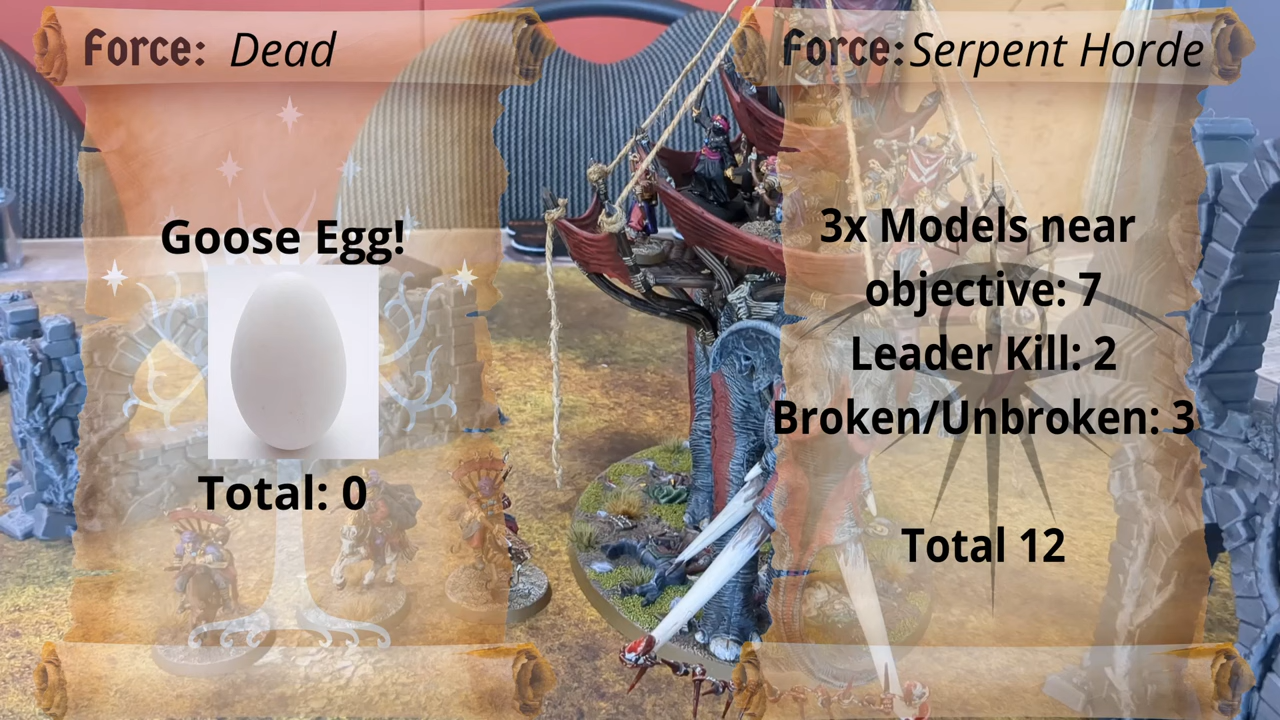 Force: Dead
Goose Egg!
Total: 0
Force: Serpent Horde
3x Models near
objective: 7
Leader Kill: 2
Broken/Unbroken: 3
Total 12